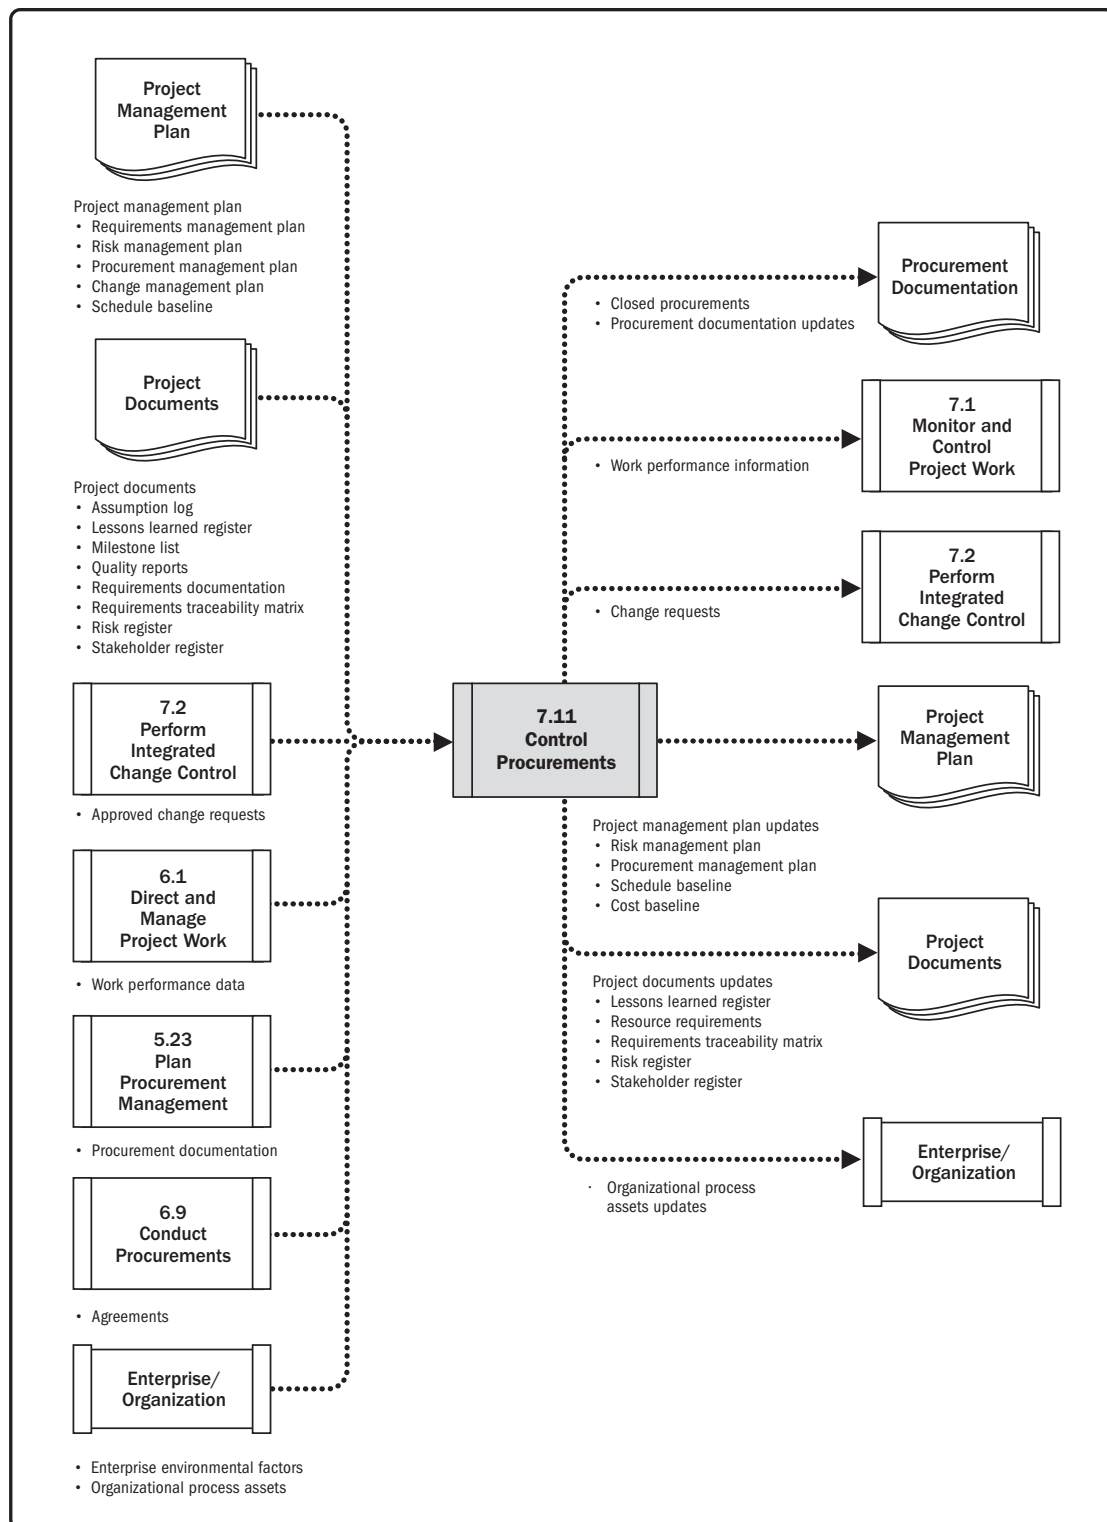 Project
Management
Plan
Project management plan
• Requirements management plan
• Risk management plan
• Procurement management plan
• Change management plan
• Schedule baseline
Project
Documents
Project documents
• Assumption log
• Lessons learned register
• Milestone list
• Quality reports
• Requirements documentation
• Requirements traceability matrix
• Risk register
• Stakeholder register
7.2
Perform
Integrated
Change Control
• Approved change requests
6.1
Direct and
Manage
Project Work
• Work performance data
5.23
Plan
Procurement
Management
• Procurement documentation
6.9
Conduct
Procurements
• Agreements
Enterprise/
Organization
• Enterprise environmental factors
• Organizational process assets
7.11
Control
Procurements
Procurement
Documentation
• Closed procurements
• Procurement documentation updates
7.1
Monitor and
Control
Project Work
• Work performance information
7.2
Perform
Integrated
Change Control
• Change requests
Project
Management
Plan
Project management plan updates
• Risk management plan
• Procurement management plan
• Schedule baseline
• Cost baseline
Project
Documents
Project documents updates
• Lessons learned register
• Resource requirements
• Requirements traceability matrix
• Risk register
• Stakeholder register
Enterprise/
Organization
· Organizational process
assets updates